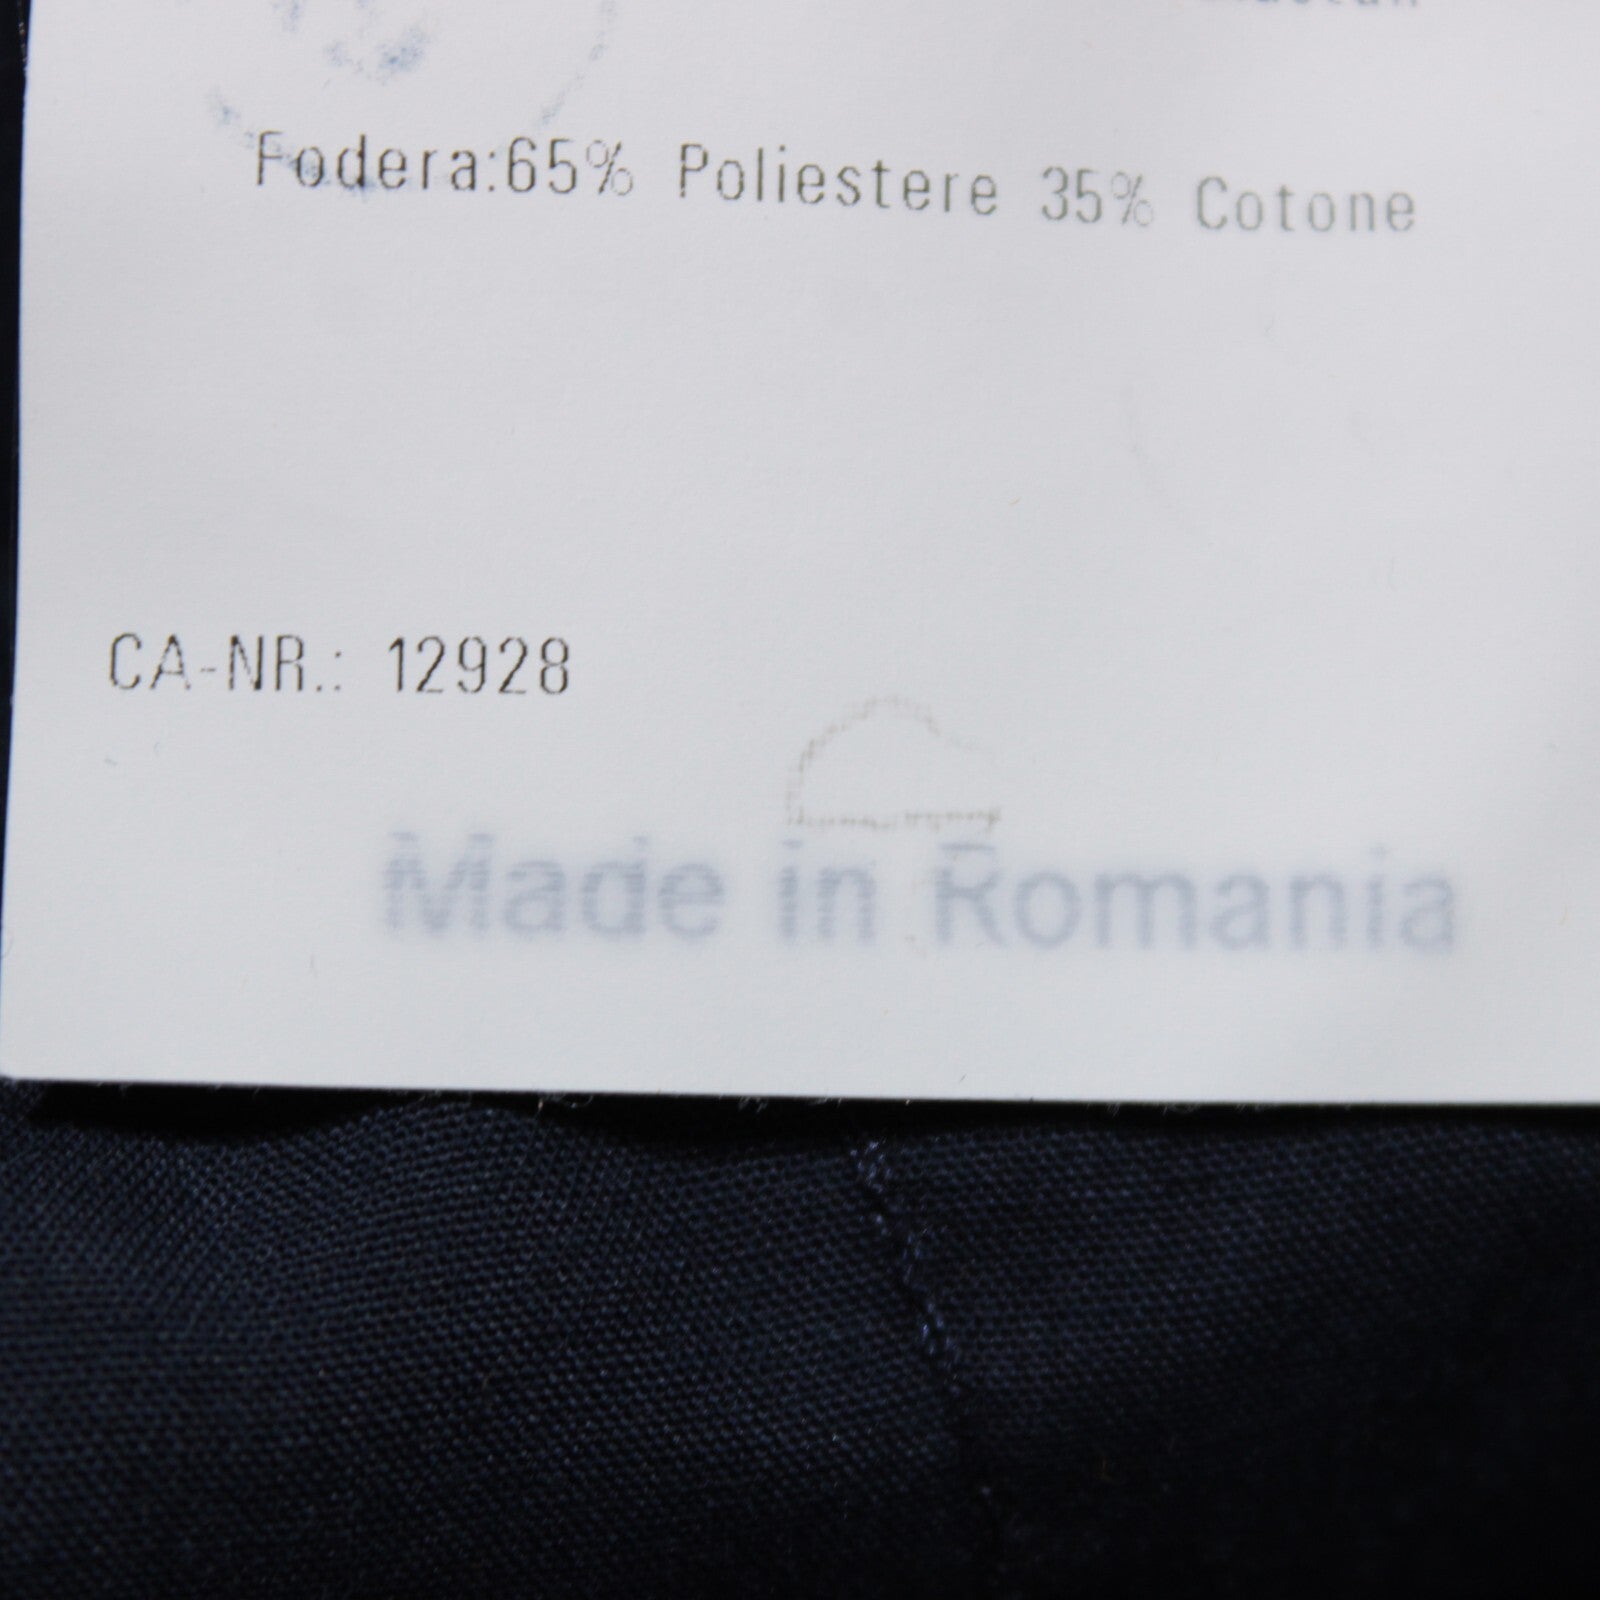 Fodera:65% Poliestere 35% Cotone
CA-NR.: 12928
Made in Romania